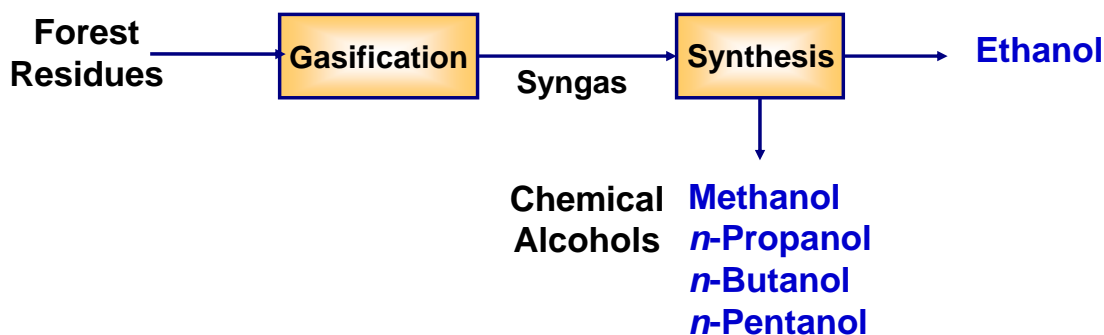 Forest
Residues
Gasification
Syngas
Synthesis
Ethanol
Chemical
Alcohols
Methanol
n-Propanol
n-Butanol
n-Pentanol